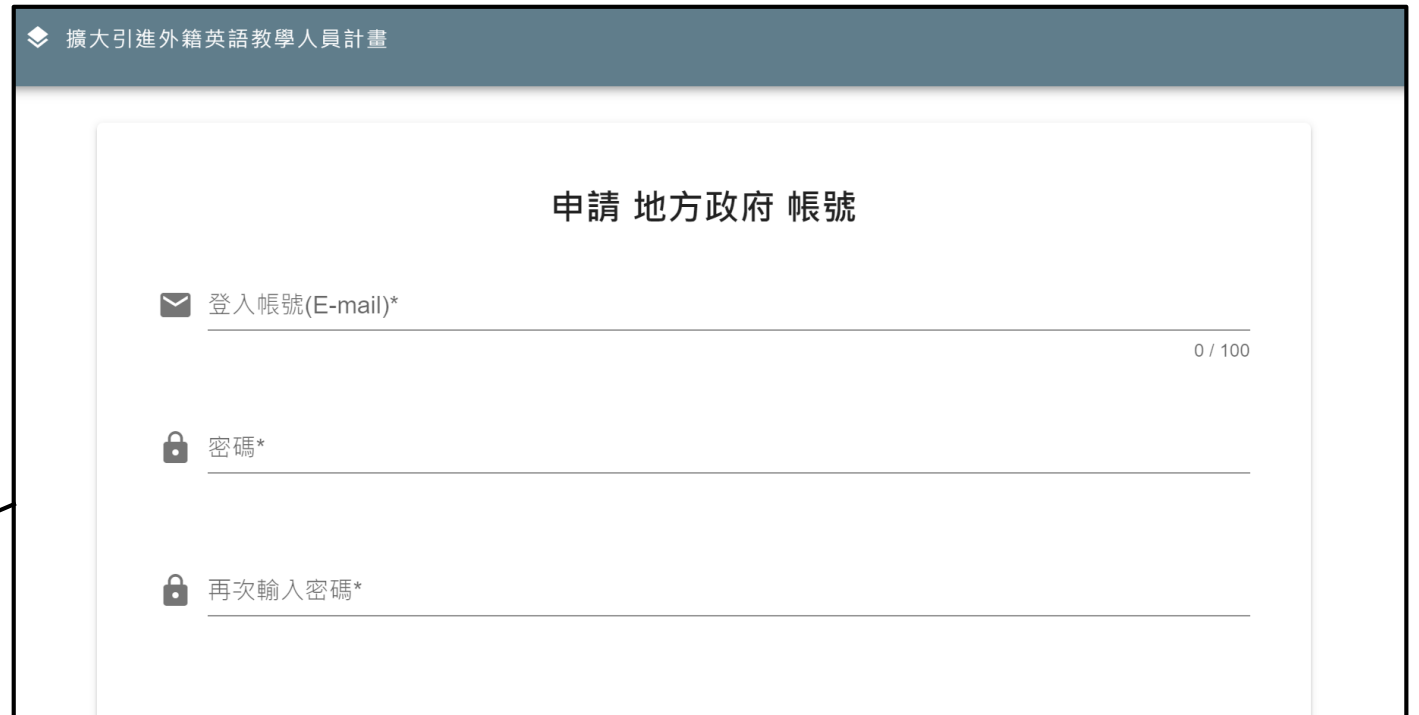 擴大引進外籍英語教學人員計畫
申請 地方政府 帳號
登入帳號(E-mail)*
0 / 100
密碼*
再次輸入密碼*